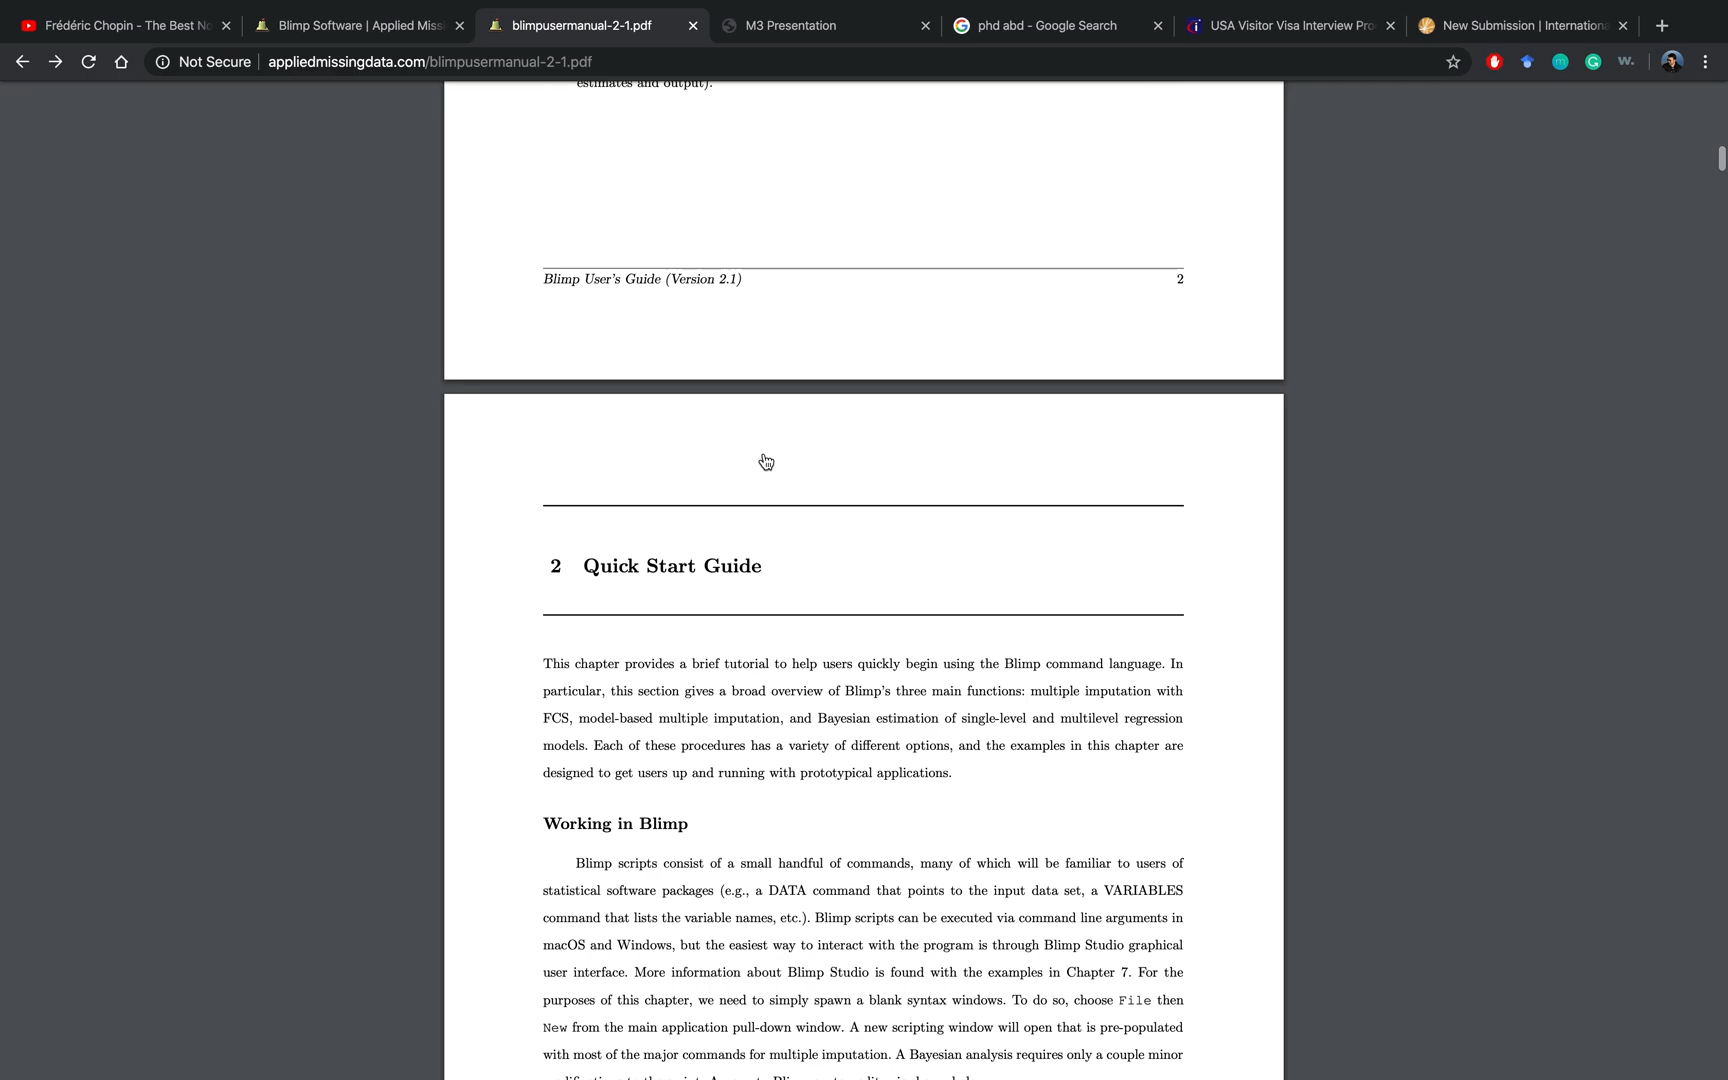 Frédéric Chopin - The Best No
Blimp Software | Applied Missi
blimpusermanual-2-1.pdf
M3 Presentation
phd abd - Google Search
USA Visitor Visa Interview Pro
New Submission | Internationa
Not Secure
appliedmissingdata.com/blimpusermanual-2-1.pdf
estimates and output).
Blimp User's Guide (Version 2.1)
2
2 Quick Start Guide
This chapter provides a brief tutorial to help users quickly begin using the Blimp command language. In
particular, this section gives a broad overview of Blimp's three main functions: multiple imputation with
FCS, model-based multiple imputation, and Bayesian estimation of single-level and multilevel regression
models. Each of these procedures has a variety of different options, and the examples in this chapter are
designed to get users up and running with prototypical applications.
Working in Blimp
Blimp scripts consist of a small handful of commands, many of which will be familiar to users of
statistical software packages (e.g., a DATA command that points to the input data set, a VARIABLES
command that lists the variable names, etc.). Blimp scripts can be executed via command line arguments in
macOS and Windows, but the easiest way to interact with the program is through Blimp Studio graphical
user interface. More information about Blimp Studio is found with the examples in Chapter 7. For the
purposes of this chapter, we need to simply spawn a blank syntax windows. To do so, choose File then
New from the main application pull-down window. A new scripting window will open that is pre-populated
with most of the major commands for multiple imputation. A Bayesian analysis requires only a couple minor